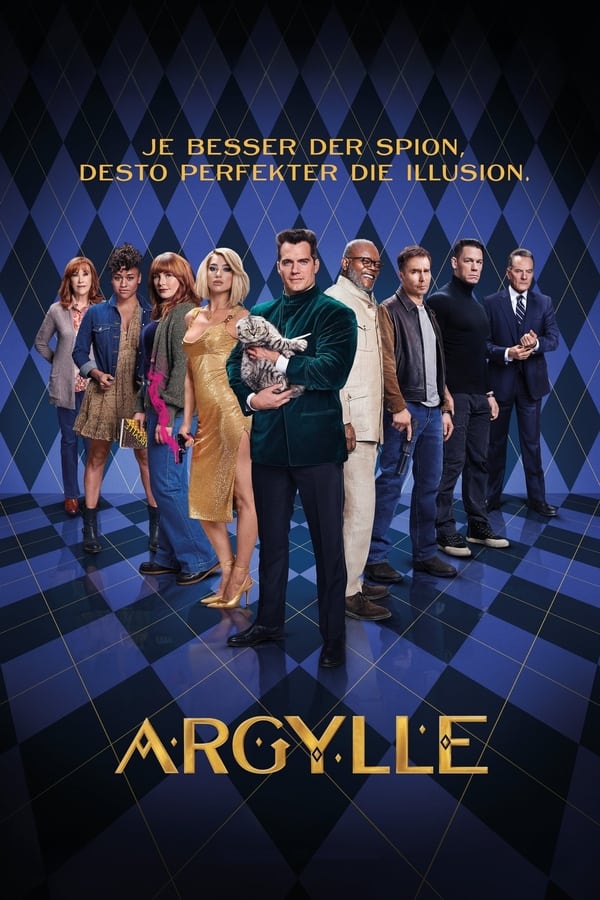 JE BESSER DER SPION,
DESTO PERFEKTER DIE ILLUSION.
ARGYLLE